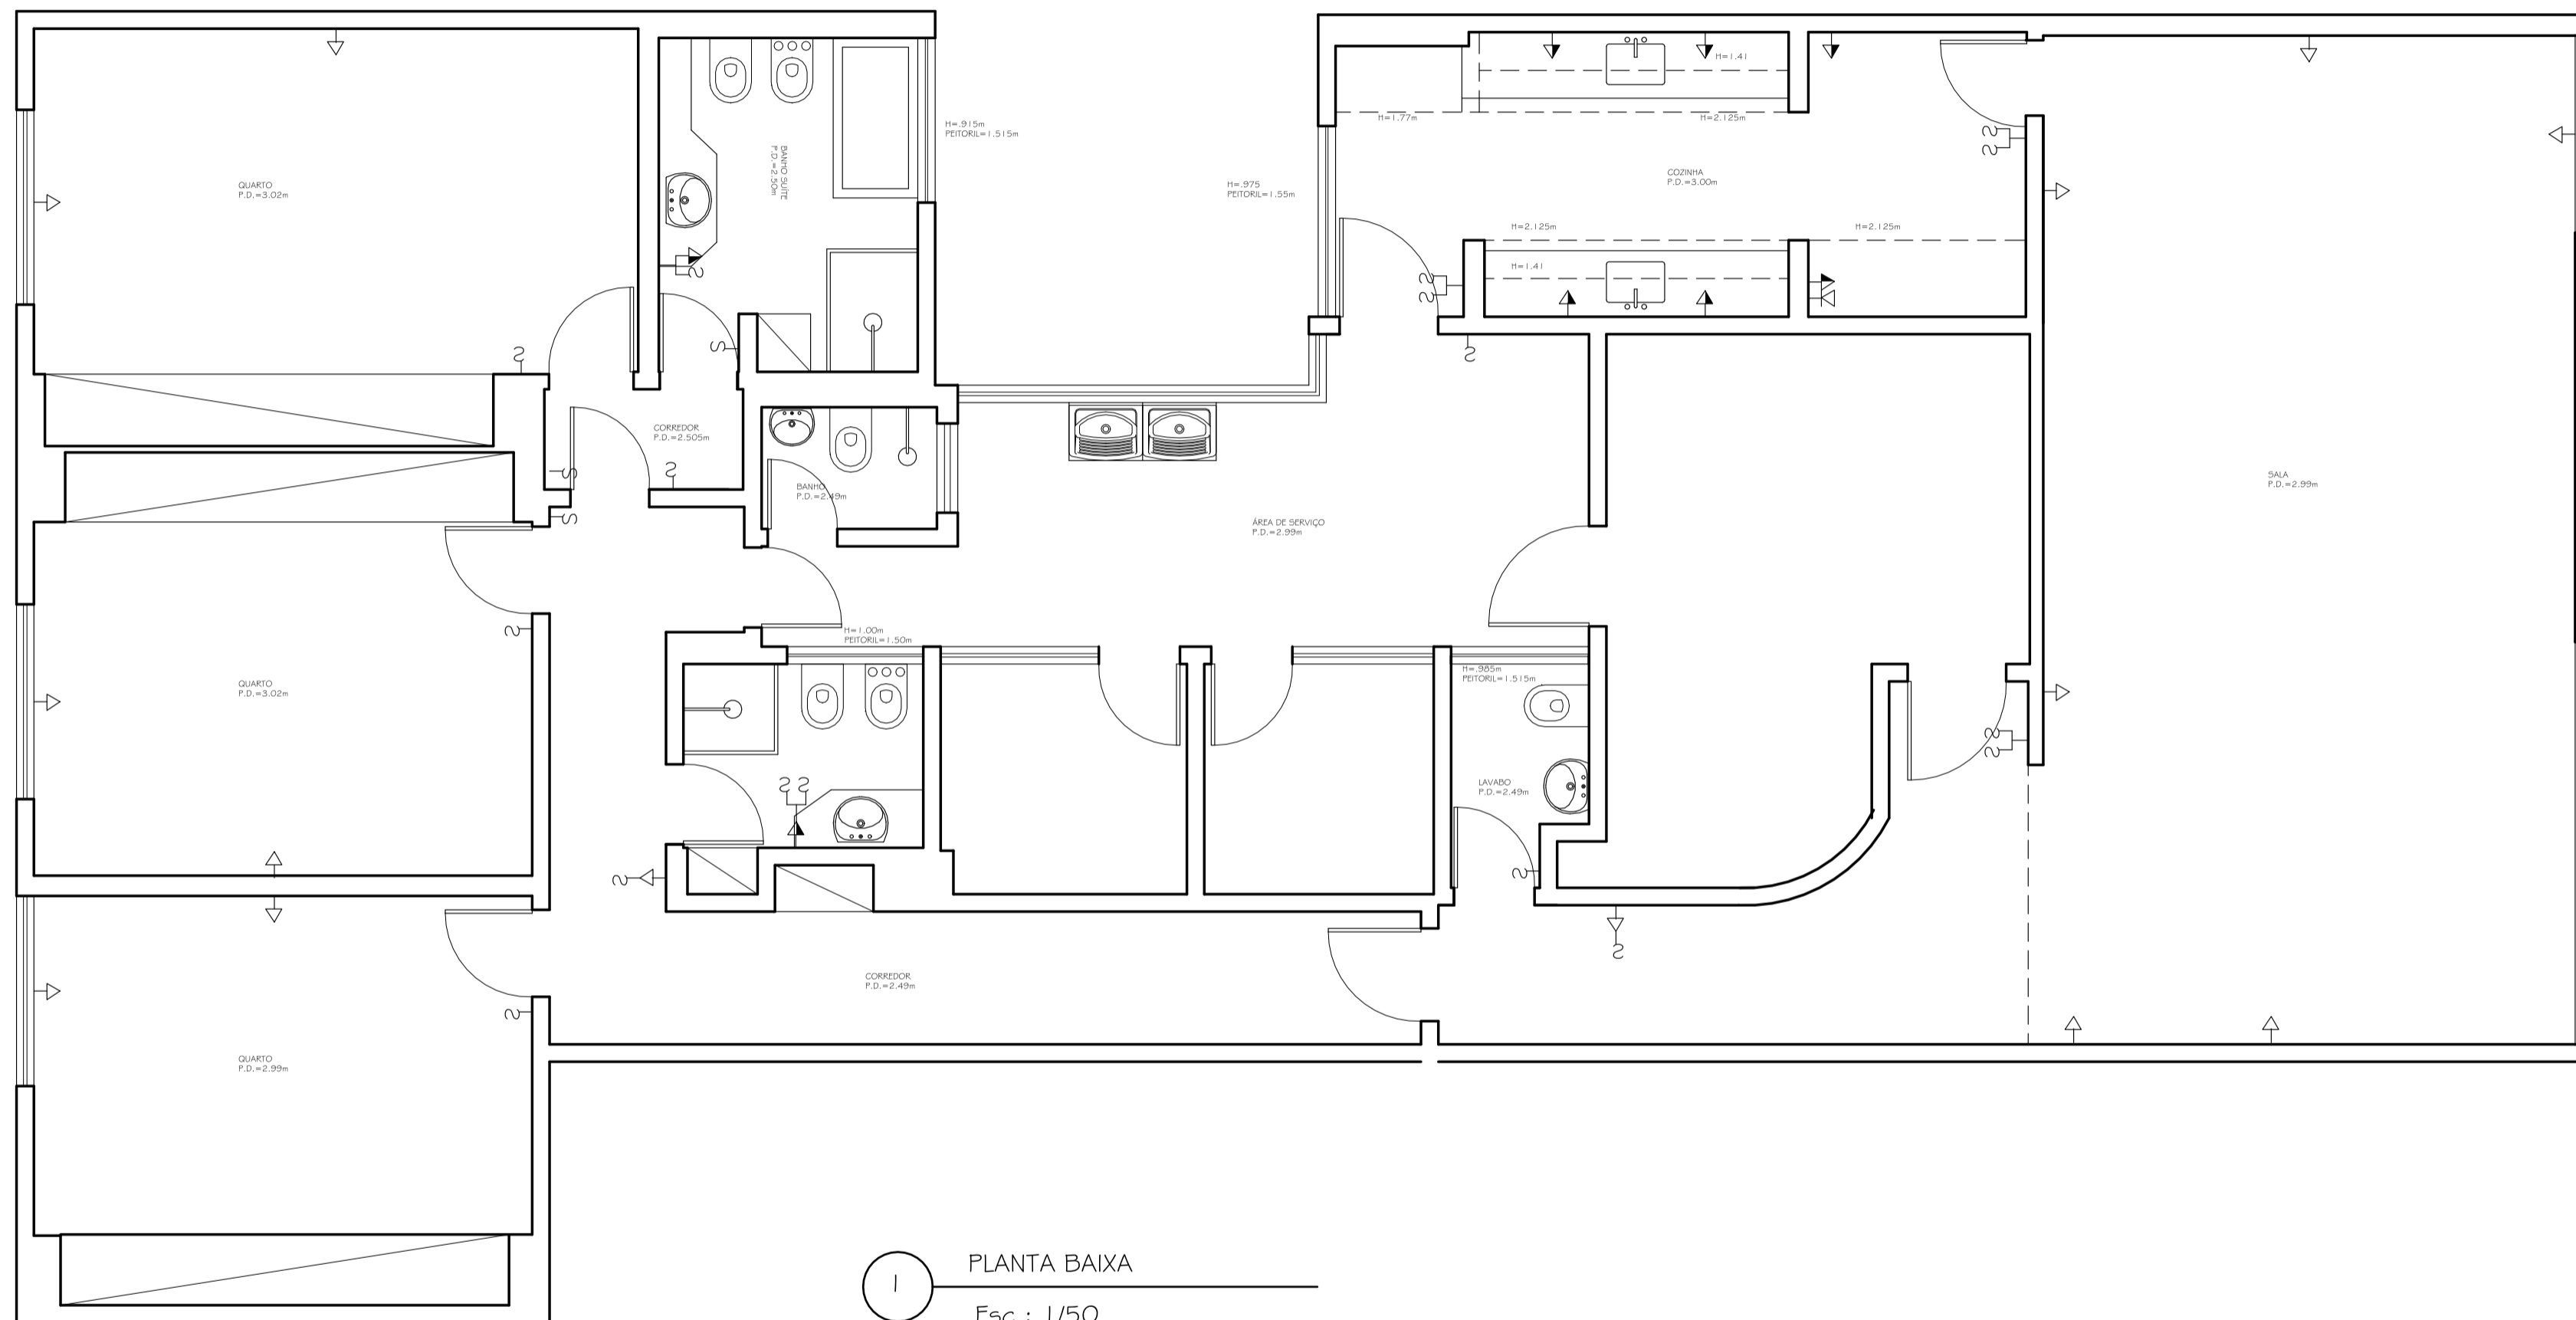 QUARTO
P.D.=3.02m
BANHO SUÍTE
P.D.=2.50m
H=.915m
PEITORIL=1.515m
H=.975
PEITORIL=1.55m
H=1.41
H=1.77m
H=2.125m
COZINHA
P.D.=3.00m
H=2.125m
H=2.125m
H=1.41
S
S
S
S
S
S
S
S
S
CORREDOR
P.D.=2.505m
S
S
S
BANHO
P.D.=2.49m
ÁREA DE SERVIÇO
P.D.=2.99m
SALA
P.D.=2.99m
S
H=1.00m
PEITORIL=1.50m
H=.985m
PEITORIL=1.515m
QUARTO
P.D.=3.02m
S
S
S
S
LAVABO
P.D.=2.49m
S
S
S
CORREDOR
P.D.=2.49m
S
QUARTO
P.D.=2.99m
1
PLANTA BAIXA
Esc.: 1/50